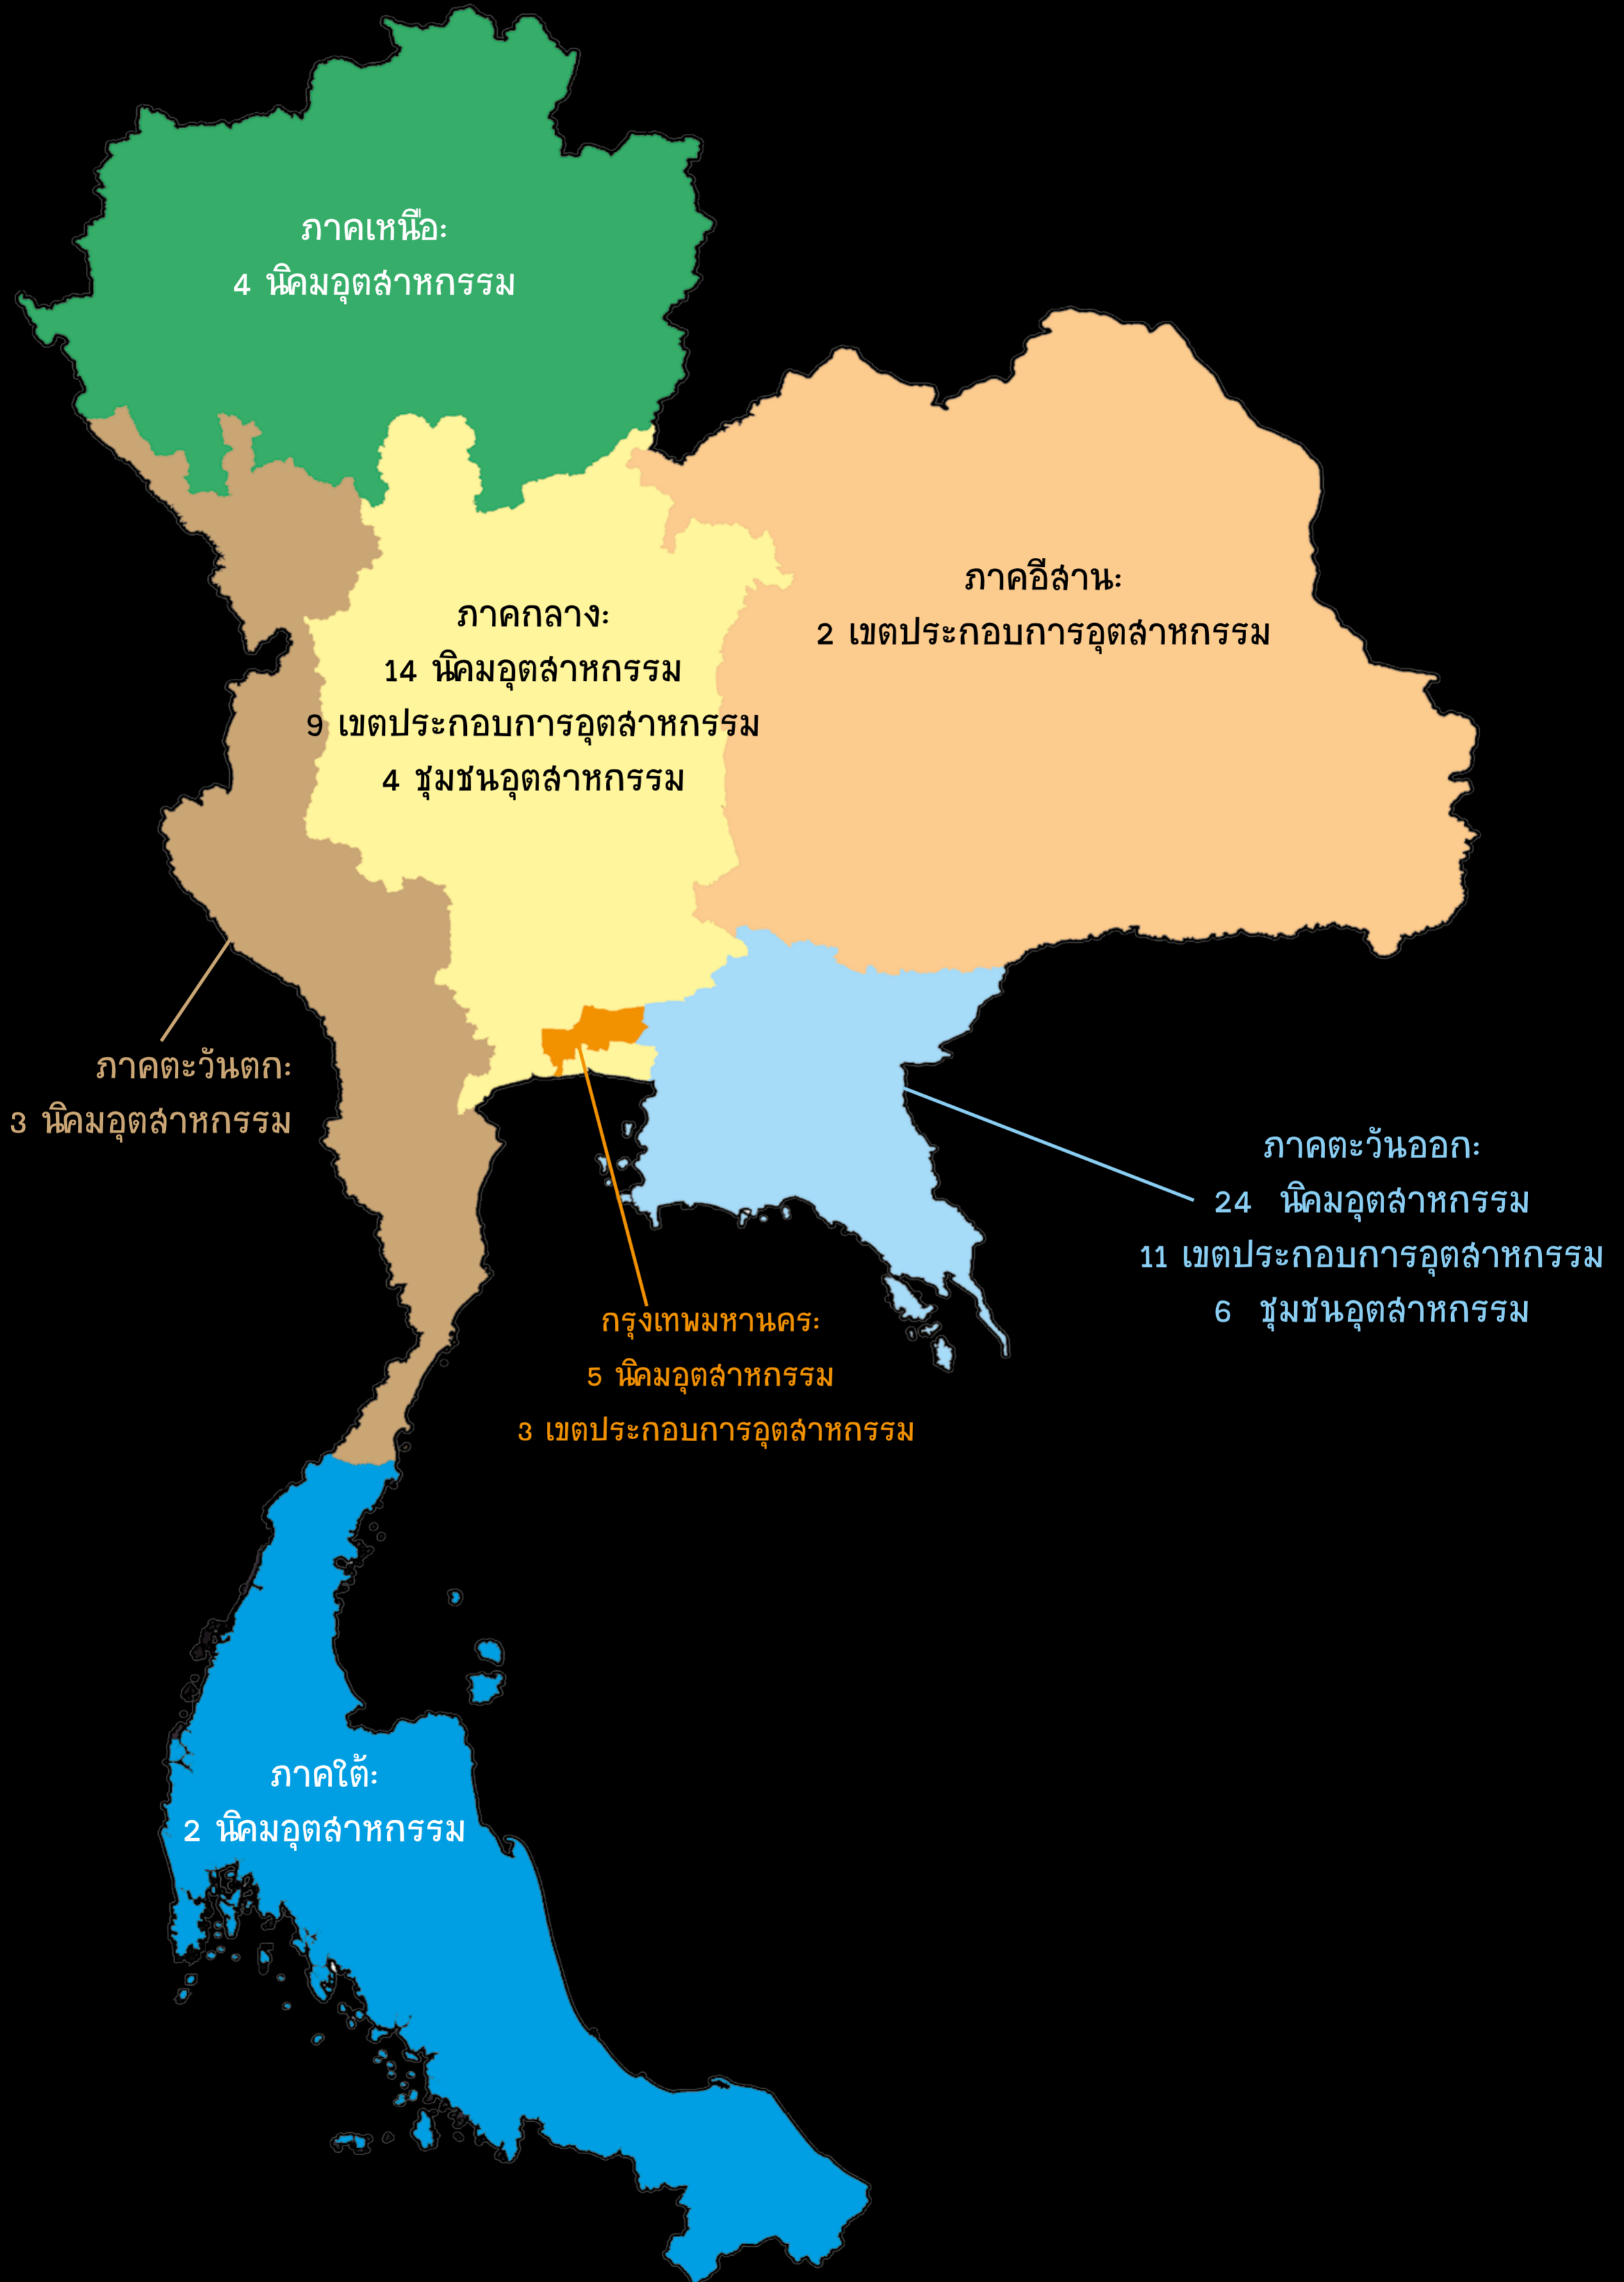 ภาคเหนือ:
4 นิคมอุตสาหกรรม
ภาคอีสาน:
2 เขตประกอบการอุตสาหกรรม
ภาคกลาง:
14 นิคมอุตสาหกรรม
9 เขตประกอบการอุตสาหกรรม
4 ชุมชนอุตสาหกรรม
ภาคตะวันตก:
3 นิคมอุตสาหกรรม
ภาคตะวันออก:
24 นิคมอุตสาหกรรม
11 เขตประกอบการอุตสาหกรรม
6 ชุมชนอุตสาหกรรม
กรุงเทพมหานคร:
5 นิคมอุตสาหกรรม
3 เขตประกอบการอุตสาหกรรม
ภาคใต้:
2 นิคมอุตสาหกรรม